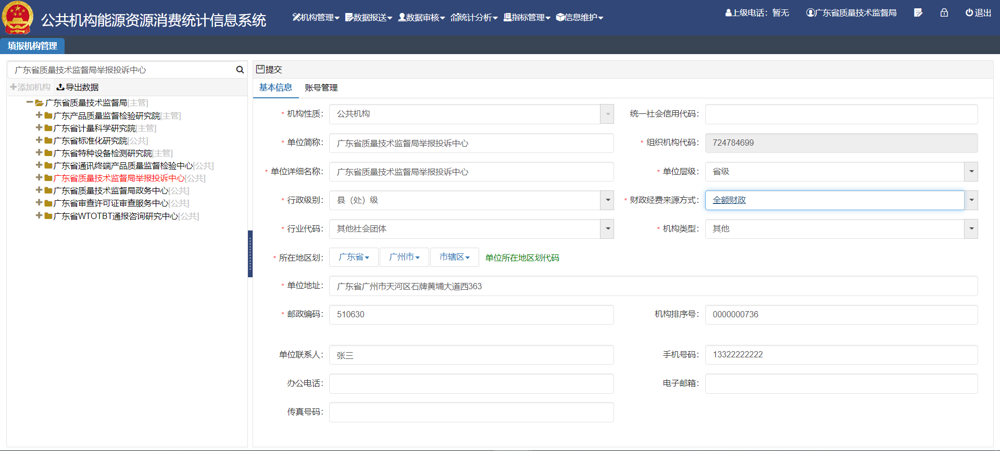 公共机构能源资源消费统计信息系统
机构管理 数据报送 数据审核 统计分析 指标管理 信息维护
上级电话：暂无 广东省质量技术监督局 退出
填报机构管理
广东省质量技术监督局举报投诉中心
添加机构 导出数据
广东省质量技术监督局[主管]
广东产品质量监督检验研究院[主管]
广东省计量科学研究院[主管]
广东省标准化研究院[公共]
广东省特种设备检测研究院[主管]
广东省通讯终端产品质量监督检验中心[公共]
广东省质量技术监督局举报投诉中心[公共]
广东省质量技术监督局政务中心[公共]
广东省审查许可证审查服务中心[公共]
广东省WTOTBT通报咨询研究中心[公共]
提交
基本信息 账号管理
* 机构性质： 公共机构 统一社会信用代码：
* 单位简称： 广东省质量技术监督局举报投诉中心 * 组织机构代码： 724784699
* 单位详细名称： 广东省质量技术监督局举报投诉中心 * 单位层级： 省级
* 行政级别： 县（处）级 * 财政经费来源方式： 全额财政
* 行业代码： 其他社会团体 * 机构类型： 其他
* 所在地区划： 广东省 广州市 市辖区 单位所在地区划代码
* 单位地址： 广东省广州市天河区石牌黄埔大道西363
* 邮政编码： 510630 机构排序号： 0000000736
单位联系人： 张三 手机号码： 13322222222
办公电话： 电子邮箱：
传真号码：